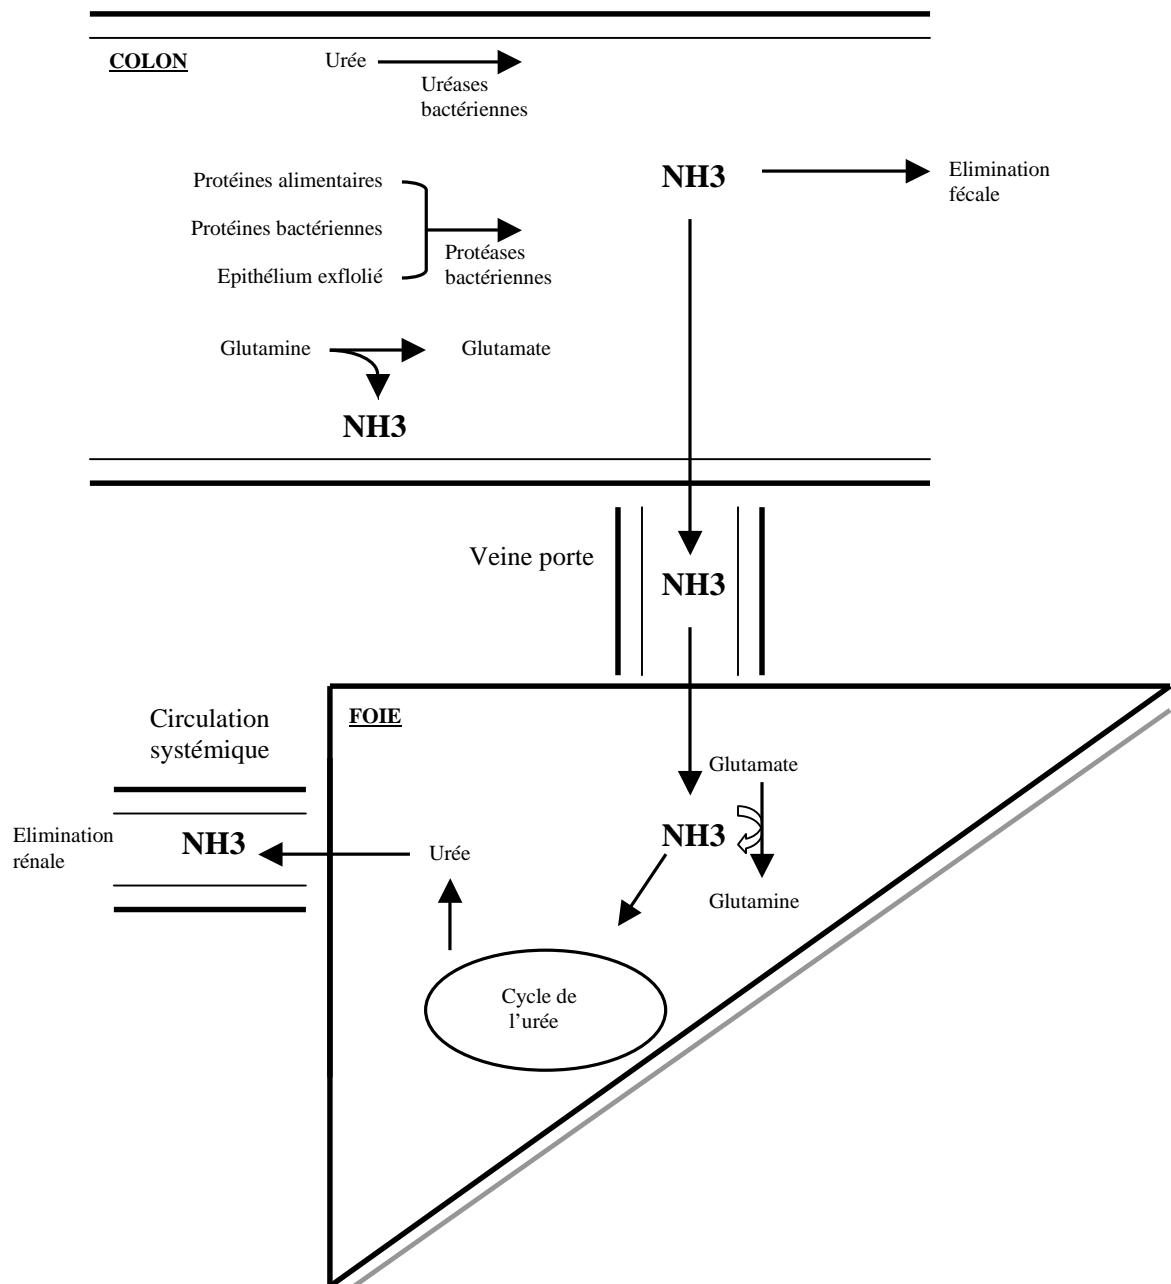 COLON
Urée
Uréases
bactériennes
NH3
Elimination
fécale
Protéines alimentaires
Protéines bactériennes
Epithélium exflolié
Protéases
bactériennes
Glutamine
Glutamate
NH3
Veine porte
NH3
FOIE
Circulation
systémique
Glutamate
NH3
Glutamine
Elimination
rénale
NH3
Urée
Cycle de
l’urée